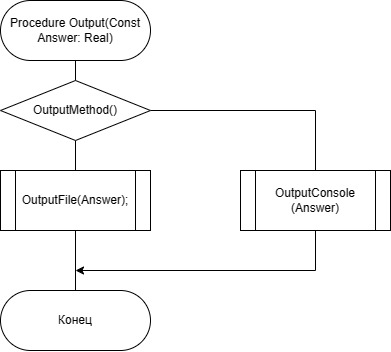 Procedure Output(Const
Answer: Real)
OutputMethod()
OutputFile(Answer);
OutputConsole
(Answer)
Конец